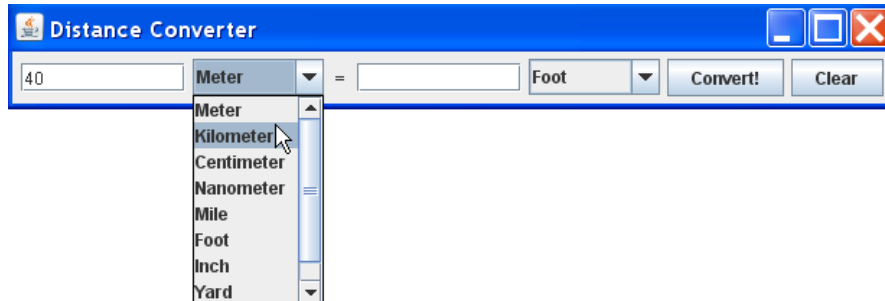 Distance Converter
40 Meter = Foot Convert! Clear
Meter
Kilometer
Centimeter
Nanometer
Mile
Foot
Inch
Yard